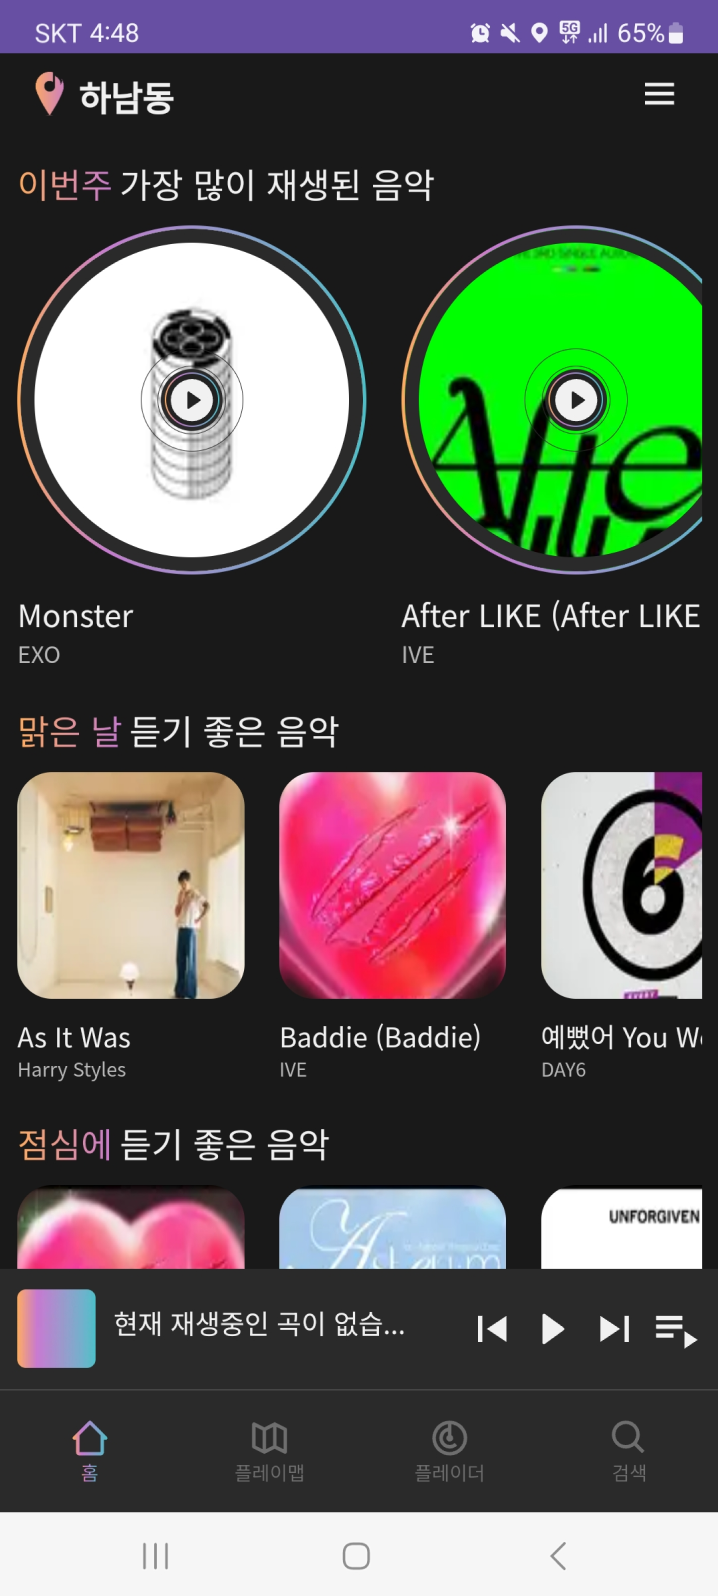 SKT 4:48
5G
65%
하남동
이번주 가장 많이 재생된 음악
Monster
EXO
After LIKE (After LIKE
IVE
맑은 날 듣기 좋은 음악
6
As It Was
Harry Styles
Baddie (Baddie)
IVE
예뻤어 You We
DAY6
점심에 듣기 좋은 음악
Asterum
UNFORGIVEN
현재 재생중인 곡이 없습...
홈
플레이맵
플레이더
검색